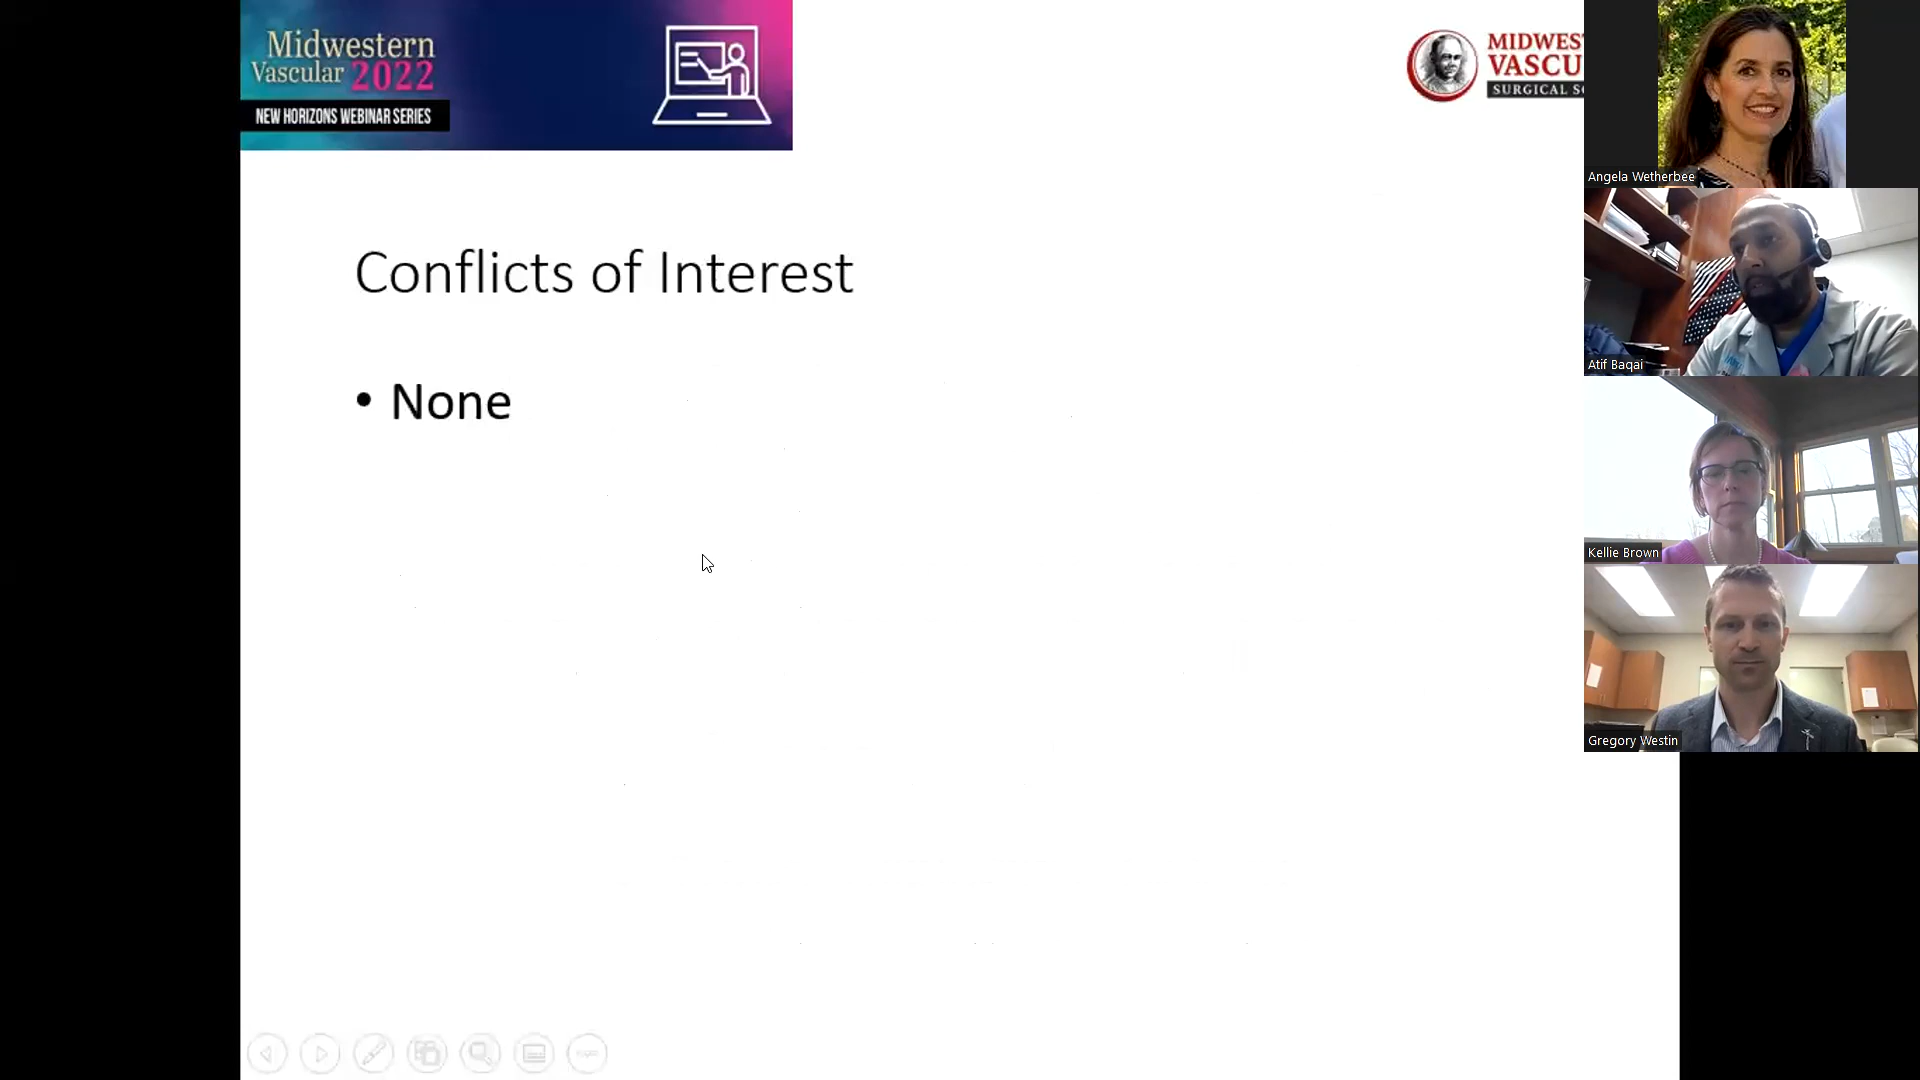 Midwestern
Vascular 2022
NEW HORIZONS WEBINAR SERIES
MIDWES
VASCU
SURGICAL S
Angela Wetherbee
Atif Baqai
Kellie Brown
Gregory Westin
Conflicts of Interest
• None